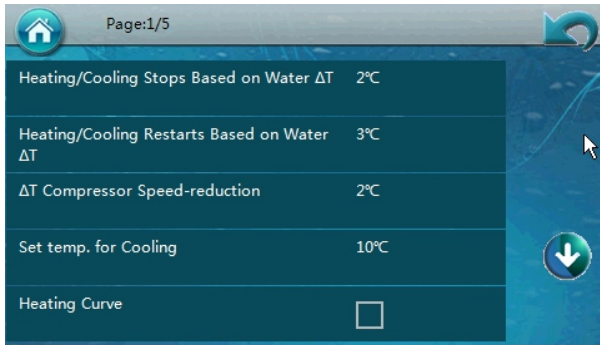 Page:1/5
Heating/Cooling Stops Based on Water ΔT 2℃
Heating/Cooling Restarts Based on Water 3℃
ΔT
ΔT Compressor Speed-reduction 2℃
Set temp. for Cooling 10℃
Heating Curve